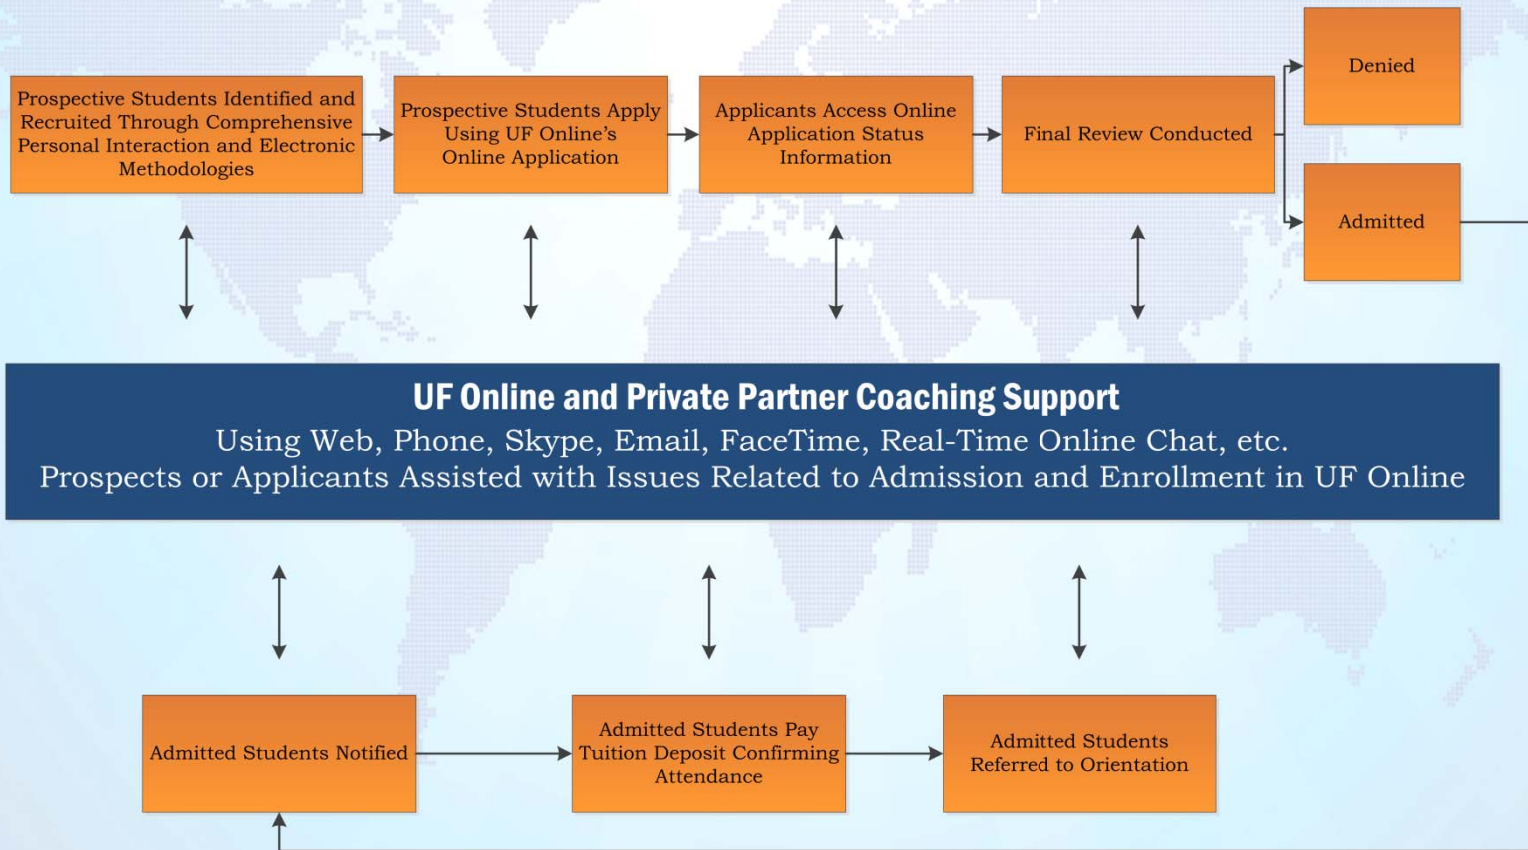 Prospective Students Identified and
Recruited Through Comprehensive
Personal Interaction and Electronic
Methodologies
Prospective Students Apply
Using UF Online's
Online Application
Applicants Access Online
Application Status
Information
Final Review Conducted
Denied
Admitted
UF Online and Private Partner Coaching Support
Using Web, Phone, Skype, Email, FaceTime, Real-Time Online Chat, etc.
Prospects or Applicants Assisted with Issues Related to Admission and Enrollment in UF Online
Admitted Students Notified
Admitted Students Pay
Tuition Deposit Confirming
Attendance
Admitted Students
Referred to Orientation